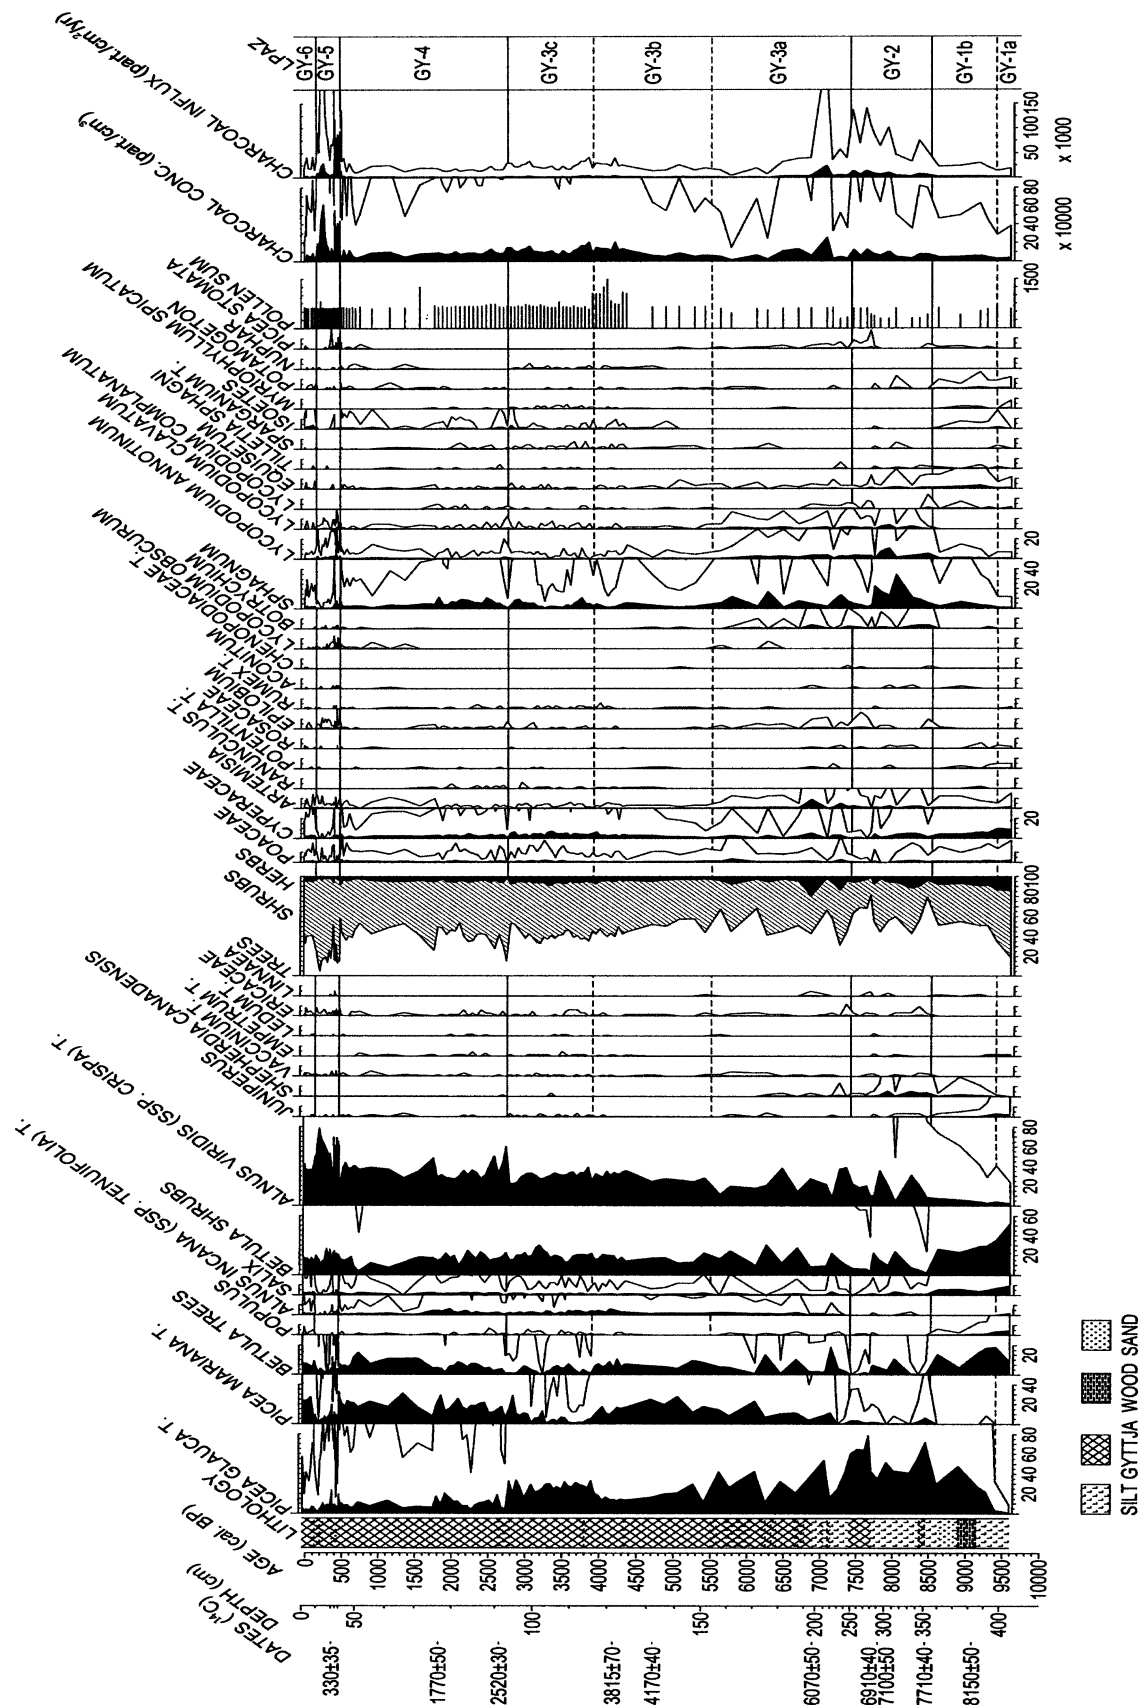 DATES (¹⁴C)
DEPTH (cm)
AGE (cal. BP)
LITHOLOGY
PICEA GLAUCA T.
PICEA MARIANA T.
BETULA TREES
POPULUS
ALNUS INCANA (SSP. TENUIFOLIA) T.
SALIX
BETULA SHRUBS
ALNUS VIRIDIS (SSP. CRISPA) T.
JUNIPERUS
SHEPHERDIA CANADENSIS
VACCINIUM T.
EMPETRUM T.
LEDUM T.
ERICACEAE
LINNAEA
TREES
SHRUBS
HERBS
POACEAE
CYPERACEAE
ARTEMISIA
RANUNCULUS T.
POTENTILLA T.
ROSACEAE
EPILOBIUM
RUMEX T.
ACONITUM
CHENOPODIACEAE T.
LYCOPODIUM OBSCURUM
BOTRYCHIUM
SPHAGNUM
LYCOPODIUM ANNOTINUM
LYCOPODIUM CLAVATUM
LYCOPODIUM COMPLANATUM
EQUISETUM
TILLETIA SPHAGNI
SPARGANIUM T.
ISOETES
MYRIOPHYLLUM SPICATUM
POTAMOGETON
NUPHAR
PICEA STOMATA
POLLEN SUM
CHARCOAL CONC. (part./cm³)
CHARCOAL INFLUX (part./cm²/yr)
LPAZ
330±35-
1770±50-
2520±30-
3815±70-
4170±40-
6070±50-
6910±40-
7100±50-
7710±40-
8150±50-
0 50 100 150 200 250 300 350 400
0 500 1000 1500 2000 2500 3000 3500 4000 4500 5000 5500 6000 6500 7000 7500 8000 8500 9000 9500 10000
20 40 60 80
20 40
20
20 40 60
20 40 60 80
20 40 60 80 100
20
20 40
20
1500
20 40 60 80
x 10000
50 100 150
x 1000
GY-6
GY-5
GY-4
GY-3c
GY-3b
GY-3a
GY-2
GY-1b
GY-1a
SILT GYTTJA WOOD SAND